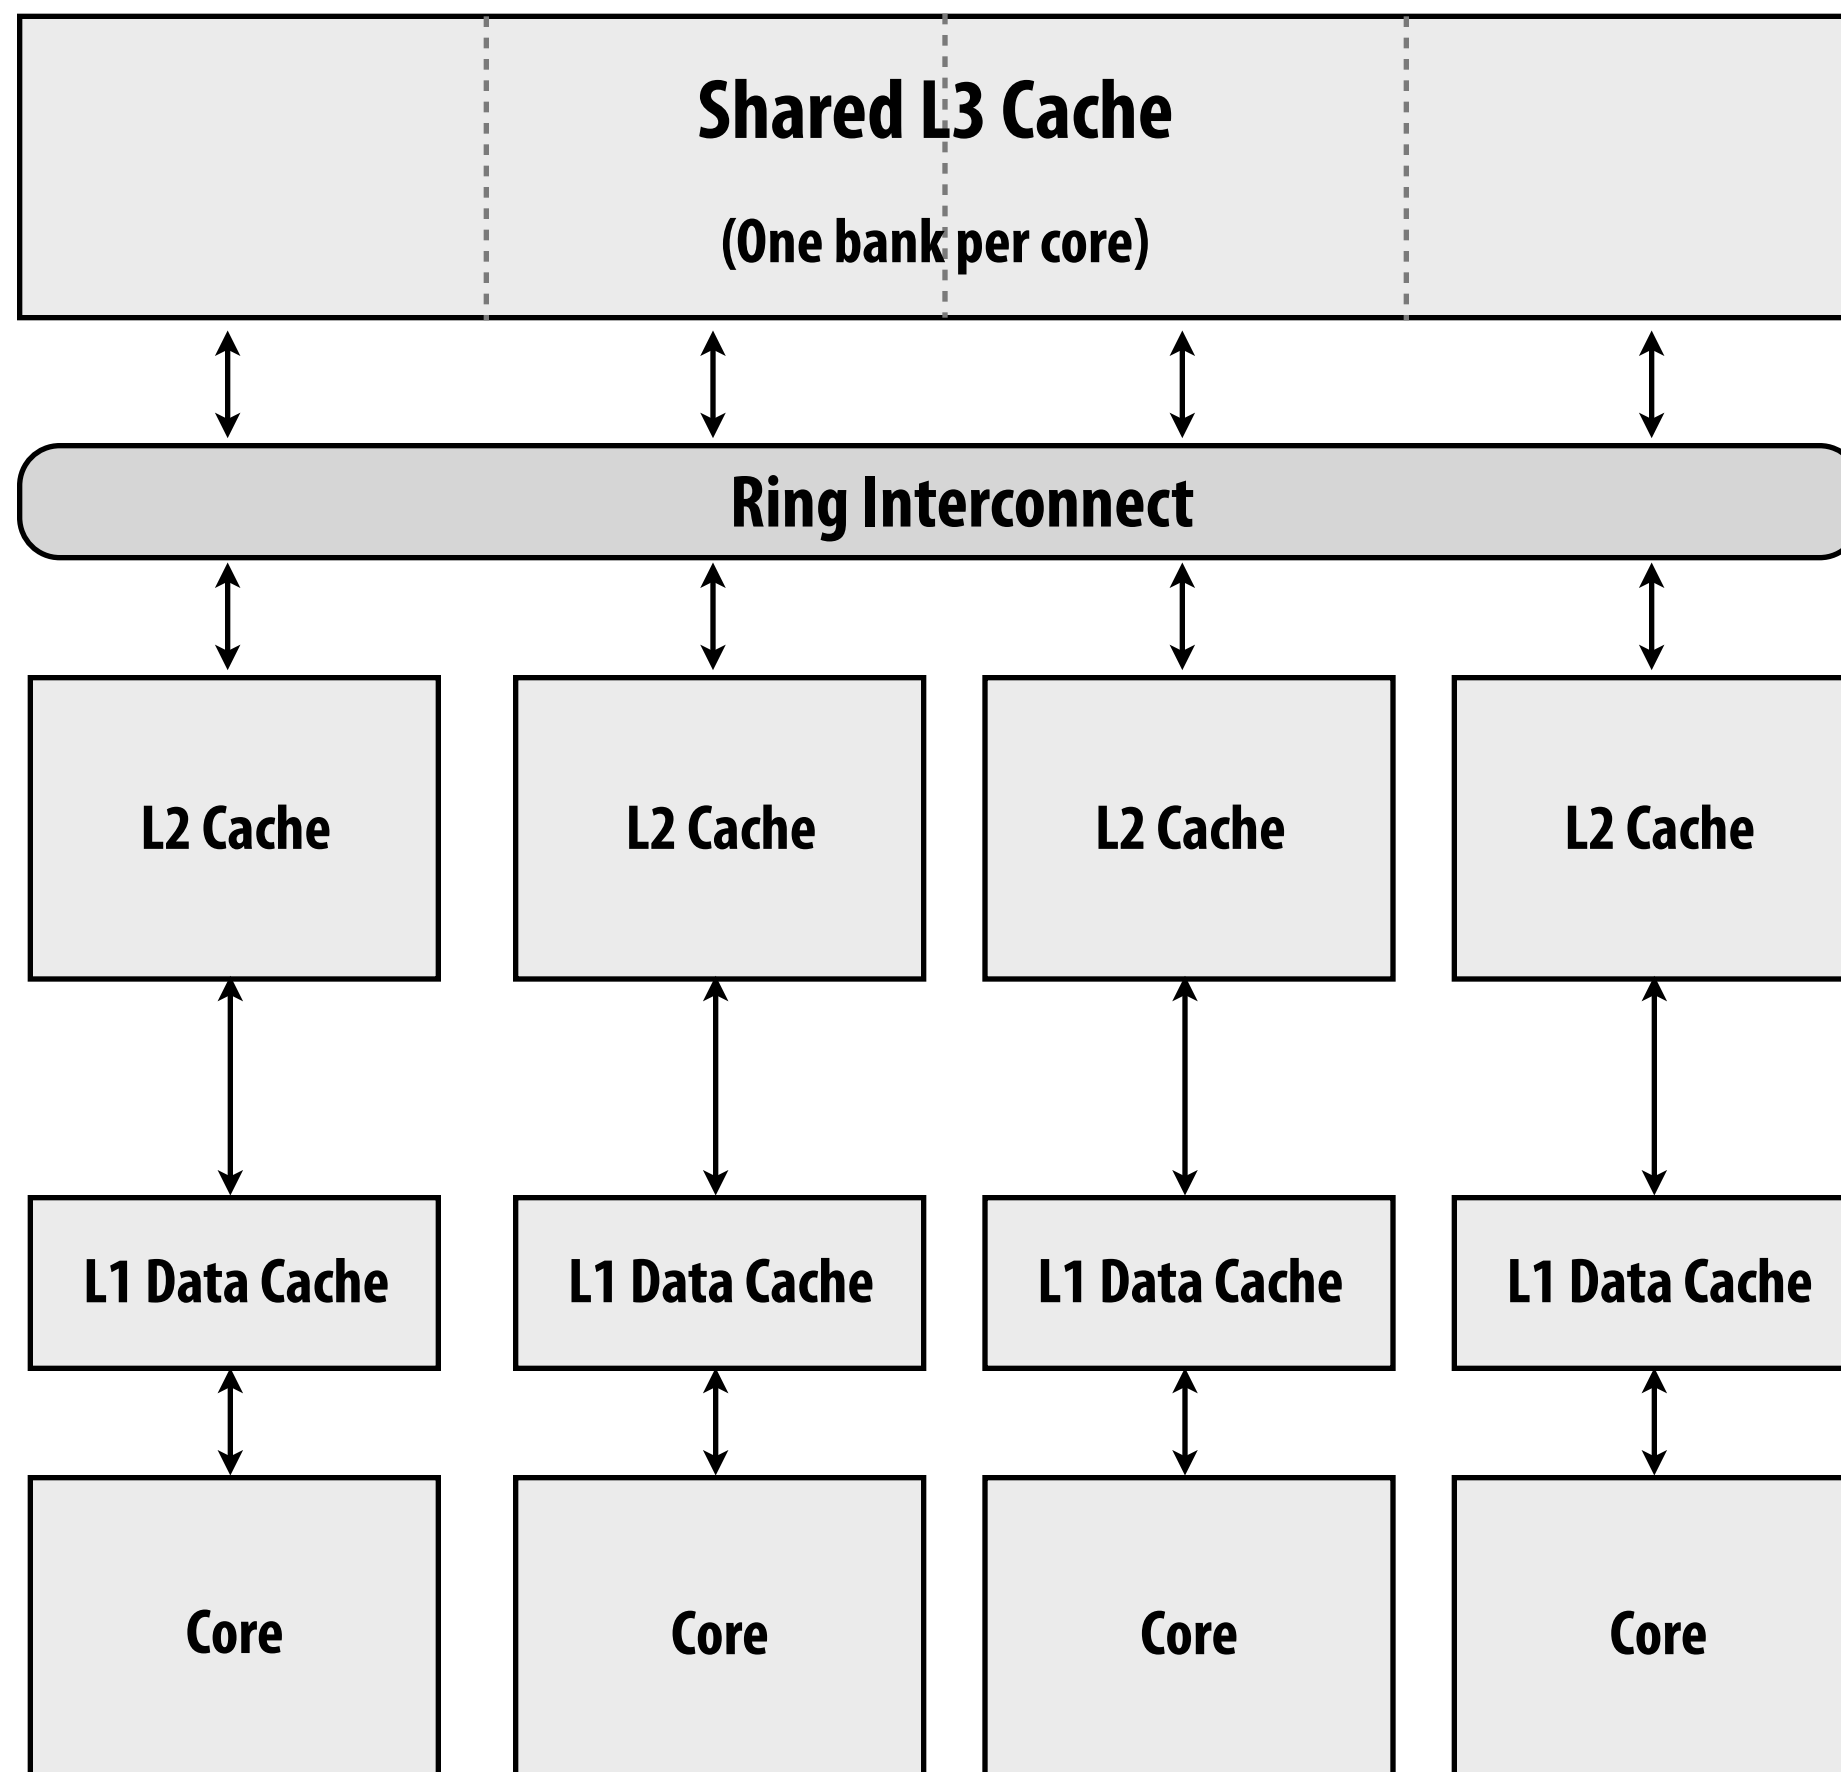 Shared L3 Cache
(One bank per core)
Ring Interconnect
L2 Cache
L2 Cache
L2 Cache
L2 Cache
L1 Data Cache
L1 Data Cache
L1 Data Cache
L1 Data Cache
Core
Core
Core
Core